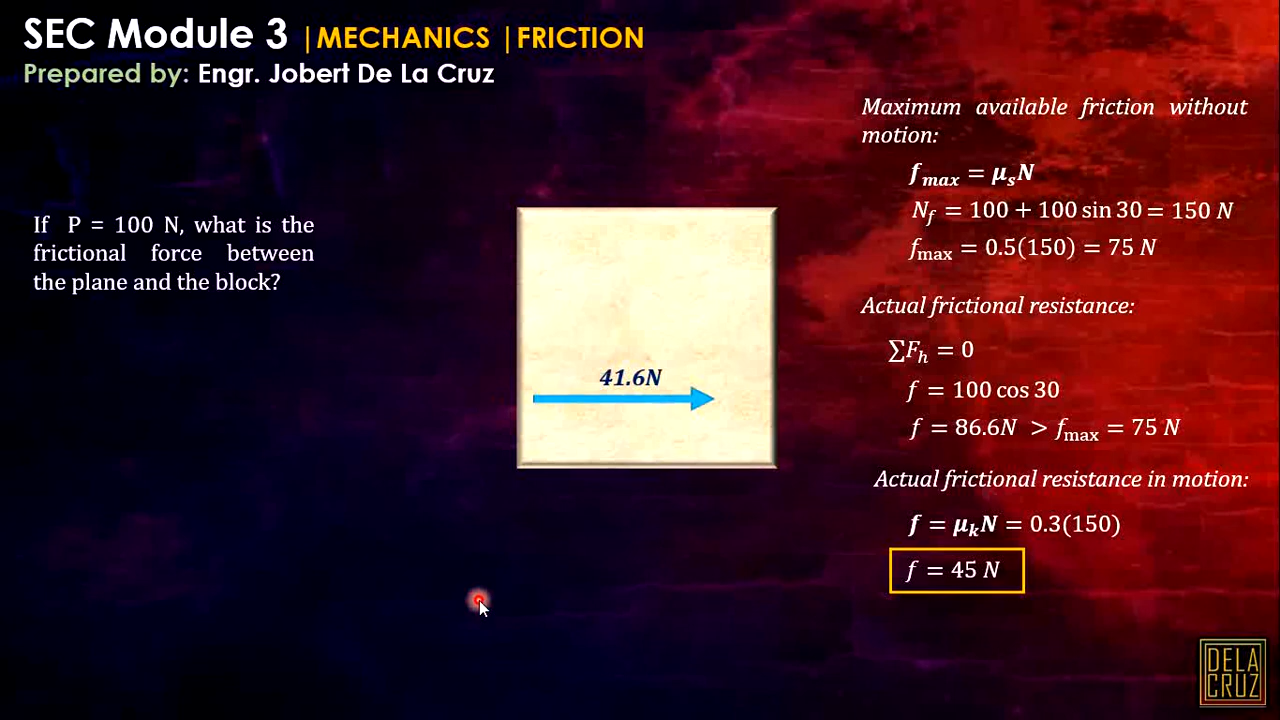 SEC Module 3 |MECHANICS |FRICTION
Prepared by: Engr. Jobert De La Cruz
If P = 100 N, what is the
frictional force between
the plane and the block?
41.6N
Maximum available friction without
motion:
f_max = μ_s N
N_f = 100 + 100 sin 30 = 150 N
f_max = 0.5(150) = 75 N
Actual frictional resistance:
∑F_h = 0
f = 100 cos 30
f = 86.6N > f_max = 75 N
Actual frictional resistance in motion:
f = μ_k N = 0.3(150)
f = 45 N
DELA
CRUZ